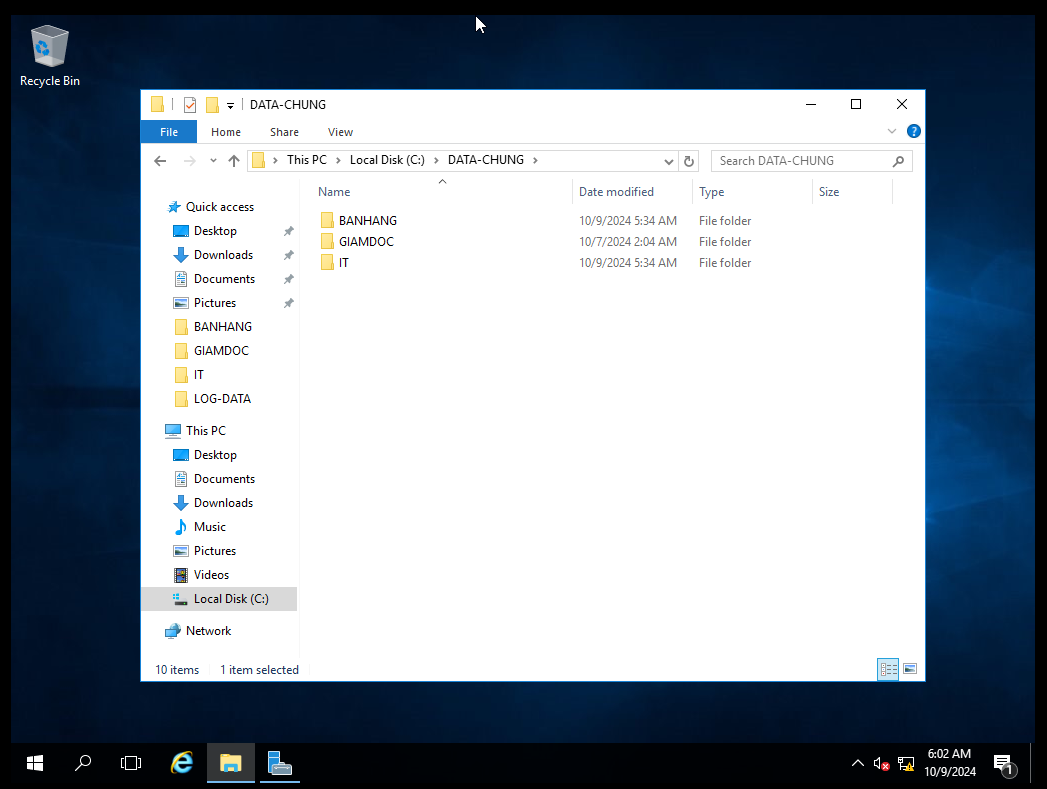 Recycle Bin
DATA-CHUNG
File Home Share View
This PC Local Disk (C:) DATA-CHUNG
Search DATA-CHUNG
Name Date modified Type Size
BANHANG 10/9/2024 5:34 AM File folder
GIAMDOC 10/7/2024 2:04 AM File folder
IT 10/9/2024 5:34 AM File folder
Quick access
Desktop
Downloads
Documents
Pictures
BANHANG
GIAMDOC
IT
LOG-DATA
This PC
Desktop
Documents
Downloads
Music
Pictures
Videos
Local Disk (C:)
Network
10 items 1 item selected
6:02 AM
10/9/2024
1